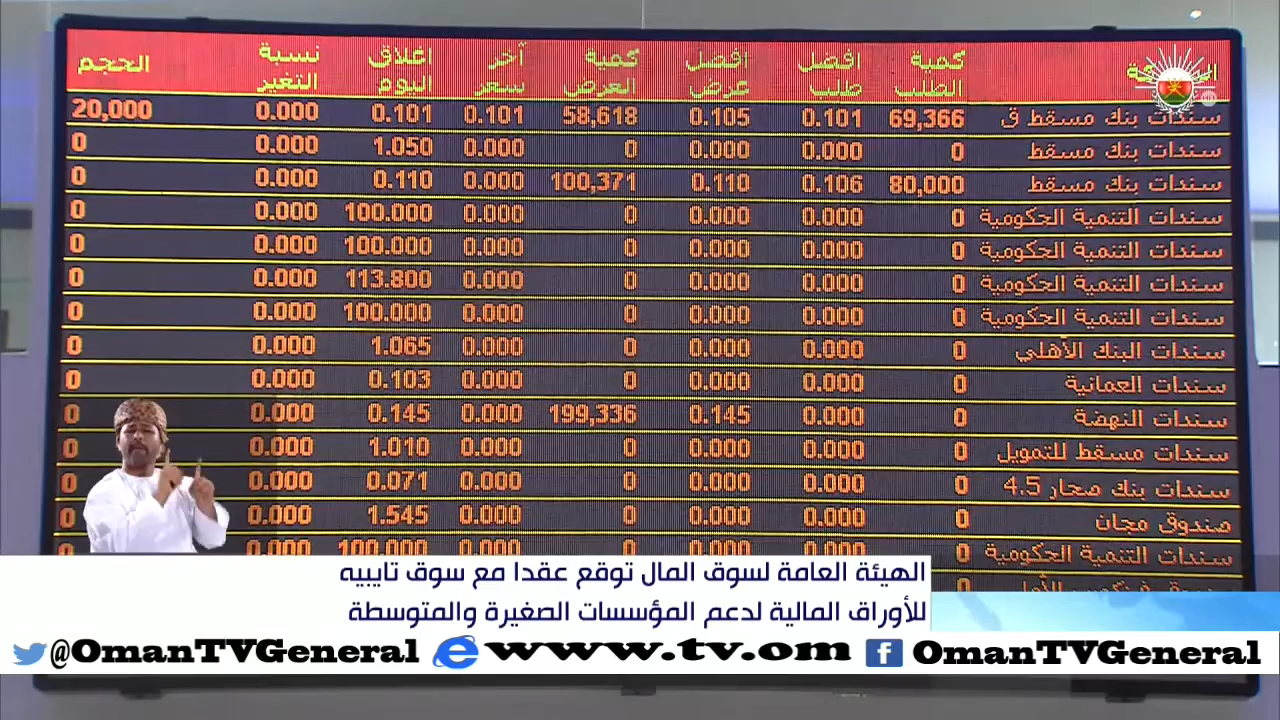 كمية الطلب افضل طلب افضل عرض كمية العرض آخر سعر اغلاق اليوم نسبة التغير الحجم
سندات بنك مسقط ق 69,366 0.101 0.105 58,618 0.101 0.101 0.000 20,000
سندات بنك مسقط 0 0.000 0.000 0 0.000 1.050 0.000 0
سندات بنك مسقط 80,000 0.106 0.110 100,371 0.000 0.110 0.000 0
سندات التنمية الحكومية 0 0.000 0.000 0 0.000 100.000 0.000 0
سندات التنمية الحكومية 0 0.000 0.000 0 0.000 100.000 0.000 0
سندات التنمية الحكومية 0 0.000 0.000 0 0.000 113.800 0.000 0
سندات التنمية الحكومية 0 0.000 0.000 0 0.000 100.000 0.000 0
سندات البنك الأهلي 0 0.000 0.000 0 0.000 1.065 0.000 0
سندات العمانية 0 0.000 0.000 0 0.000 0.103 0.000 0
سندات النهضة 0 0.000 0.145 199,336 0.000 0.145 0.000 0
سندات مسقط للتمويل 0 0.000 0.000 0 0.000 1.010 0.000 0
سندات بنك صحار 4.5 0 0.000 0.000 0 0.000 0.071 0.000 0
صندوق مجان 0 0.000 0.000 0 0.000 1.545 0.000 0
سندات التنمية الحكومية 0 0.000 0.000 0 0.000 100.000 0.000 0
الهيئة العامة لسوق المال توقع عقدا مع سوق تايبيه
للأوراق المالية لدعم المؤسسات الصغيرة والمتوسطة
@OmanTVGeneral www.tv.om OmanTVGeneral